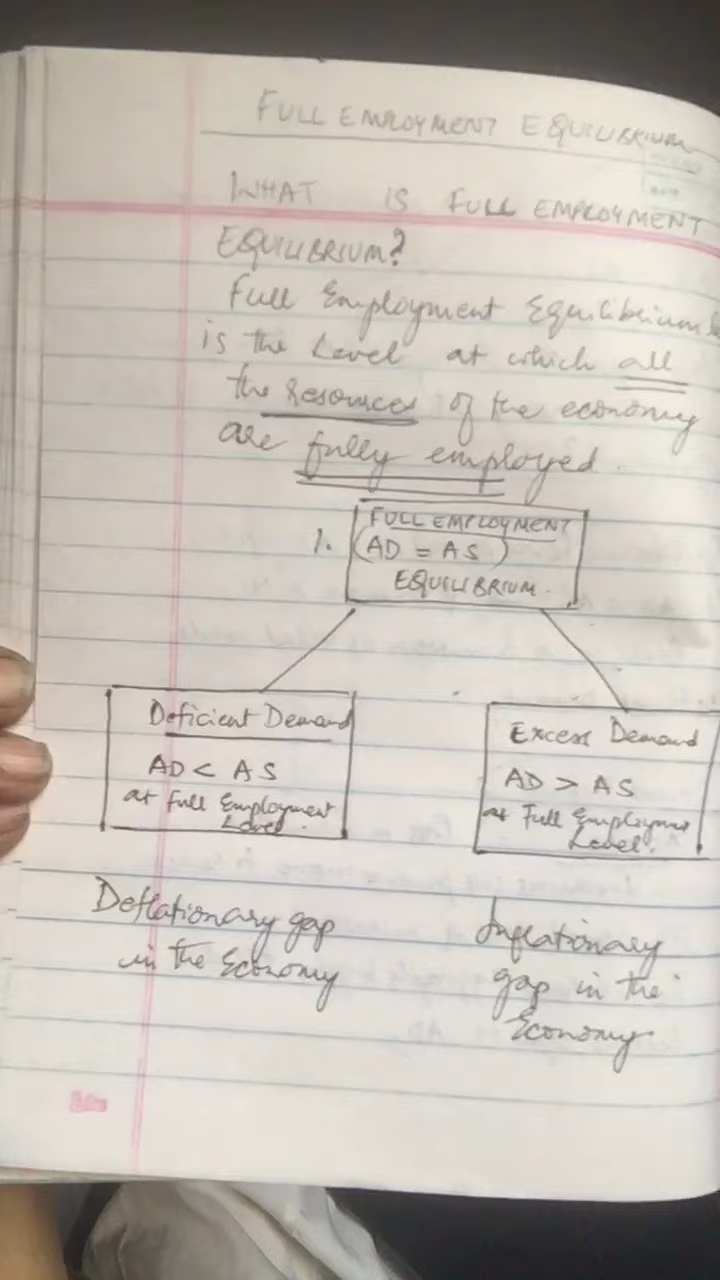 FULL EMPLOYMENT EQUILIBRIUM
WHAT IS FULL EMPLOYMENT
EQUILIBRIUM?
Full Employment Equilibrium
is the Level at which all
the resources of the economy
are fully employed.
1. FULL EMPLOYMENT
(AD = AS)
EQUILIBRIUM.
Deficient Demand
AD < AS
at Full Employment
Level.
Excess Demand
AD > AS
at Full Employment
Level.
Deflationary gap
in the Economy
Inflationary
gap in the
Economy